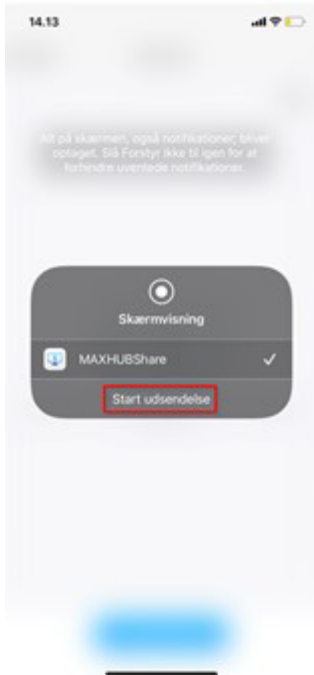 14.13
Alt på skærmen, også notifikationer, bliver
optaget. Slå Forstyr ikke til igen for at
forhindre uventede notifikationer.
Skærmvisning
MAXHUBShare
Start udsendelse